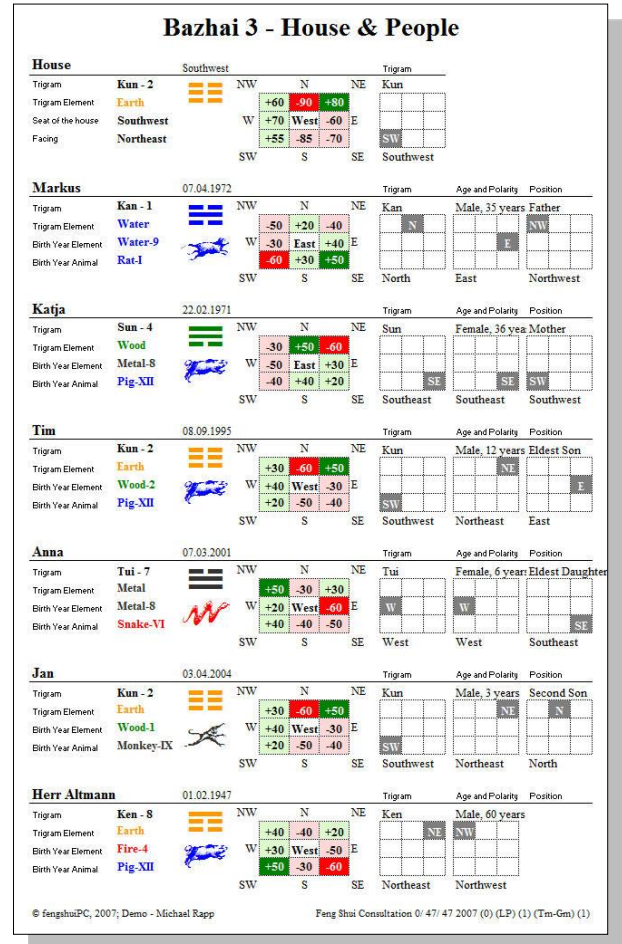 Bazhai 3 - House & People
House Southwest Trigram
Trigram Kun - 2 NW N NE Kun
Trigram Element Earth +60 -90 +80
Seat of the house Southwest W +70 West -60 E
Facing Northeast +55 -85 -70 SW
SW S SE Southwest
Markus 07.04.1972 Trigram Age and Polarity Position
Trigram Kan - 1 NW N NE Kan Male, 35 years Father
Trigram Element Water -50 +20 -40 N NW
Birth Year Element Water-9 W -30 East +40 E E
Birth Year Animal Rat-I -60 +30 +50
SW S SE North East Northwest
Katja 22.02.1971 Trigram Age and Polarity Position
Trigram Sun - 4 NW N NE Sun Female, 36 yea Mother
Trigram Element Wood -30 +50 -60
Birth Year Element Metal-8 W -50 East +30 E
Birth Year Animal Pig-XII -40 +40 +20 SE SE SW
SW S SE Southeast Southeast Southwest
Tim 08.09.1995 Trigram Age and Polarity Position
Trigram Kun - 2 NW N NE Kun Male, 12 years Eldest Son
Trigram Element Earth +30 -60 +50 NE
Birth Year Element Wood-2 W +40 West -30 E E
Birth Year Animal Pig-XII +20 -50 -40 SW
SW S SE Southwest Northeast East
Anna 07.03.2001 Trigram Age and Polarity Position
Trigram Tui - 7 NW N NE Tui Female, 6 years Eldest Daughter
Trigram Element Metal +50 -30 +30
Birth Year Element Metal-8 W +20 West -60 E W W
Birth Year Animal Snake-VI +40 -40 -50 SE
SW S SE West West Southeast
Jan 03.04.2004 Trigram Age and Polarity Position
Trigram Kun - 2 NW N NE Kun Male, 3 years Second Son
Trigram Element Earth +30 -60 +50 NE N
Birth Year Element Wood-1 W +40 West -30 E
Birth Year Animal Monkey-IX +20 -50 -40 SW
SW S SE Southwest Northeast North
Herr Altmann 01.02.1947 Trigram Age and Polarity Position
Trigram Ken - 8 NW N NE Ken Male, 60 years
Trigram Element Earth +40 -40 +20 NE NW
Birth Year Element Fire-4 W +30 West -50 E
Birth Year Animal Pig-XII +50 -30 -60
SW S SE Northeast Northwest
© fengshuiPC, 2007; Demo - Michael Rapp Feng Shui Consultation 0/ 47/ 47 2007 (0) (LP) (1) (Tm-Gm) (1)